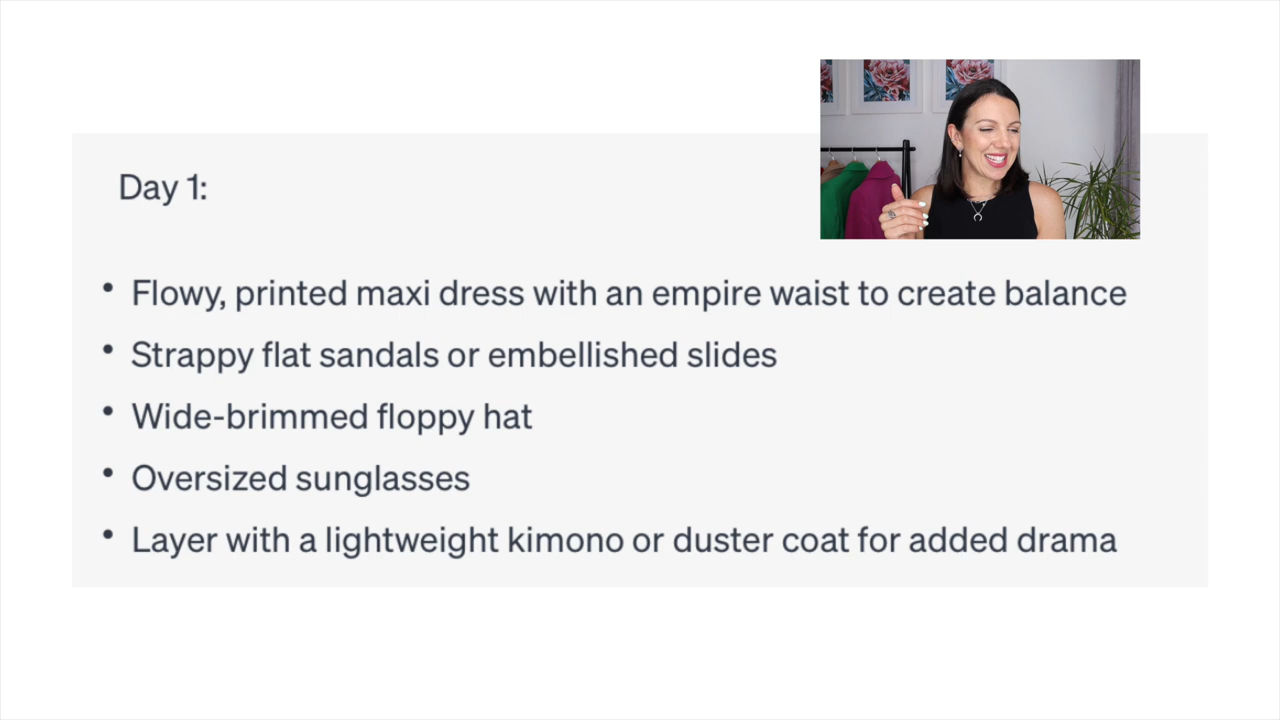 Day 1:
• Flowy, printed maxi dress with an empire waist to create balance
• Strappy flat sandals or embellished slides
• Wide-brimmed floppy hat
• Oversized sunglasses
• Layer with a lightweight kimono or duster coat for added drama